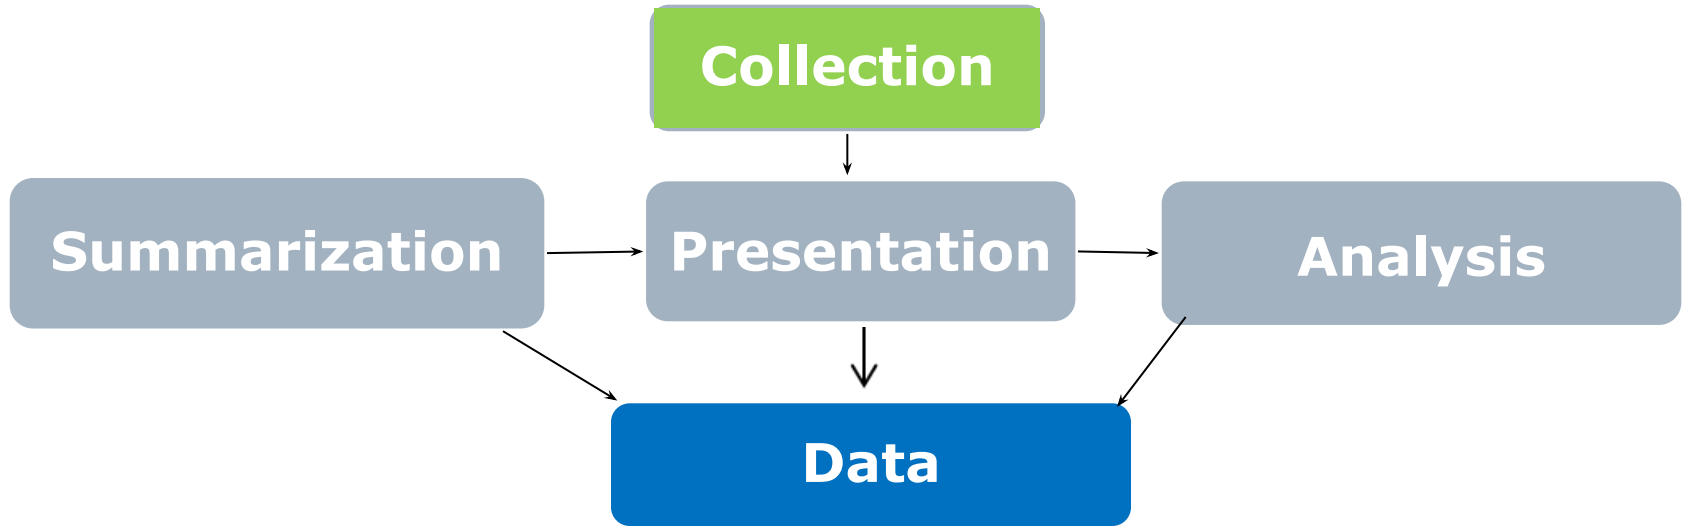 Collection
Summarization
Presentation
Analysis
Data